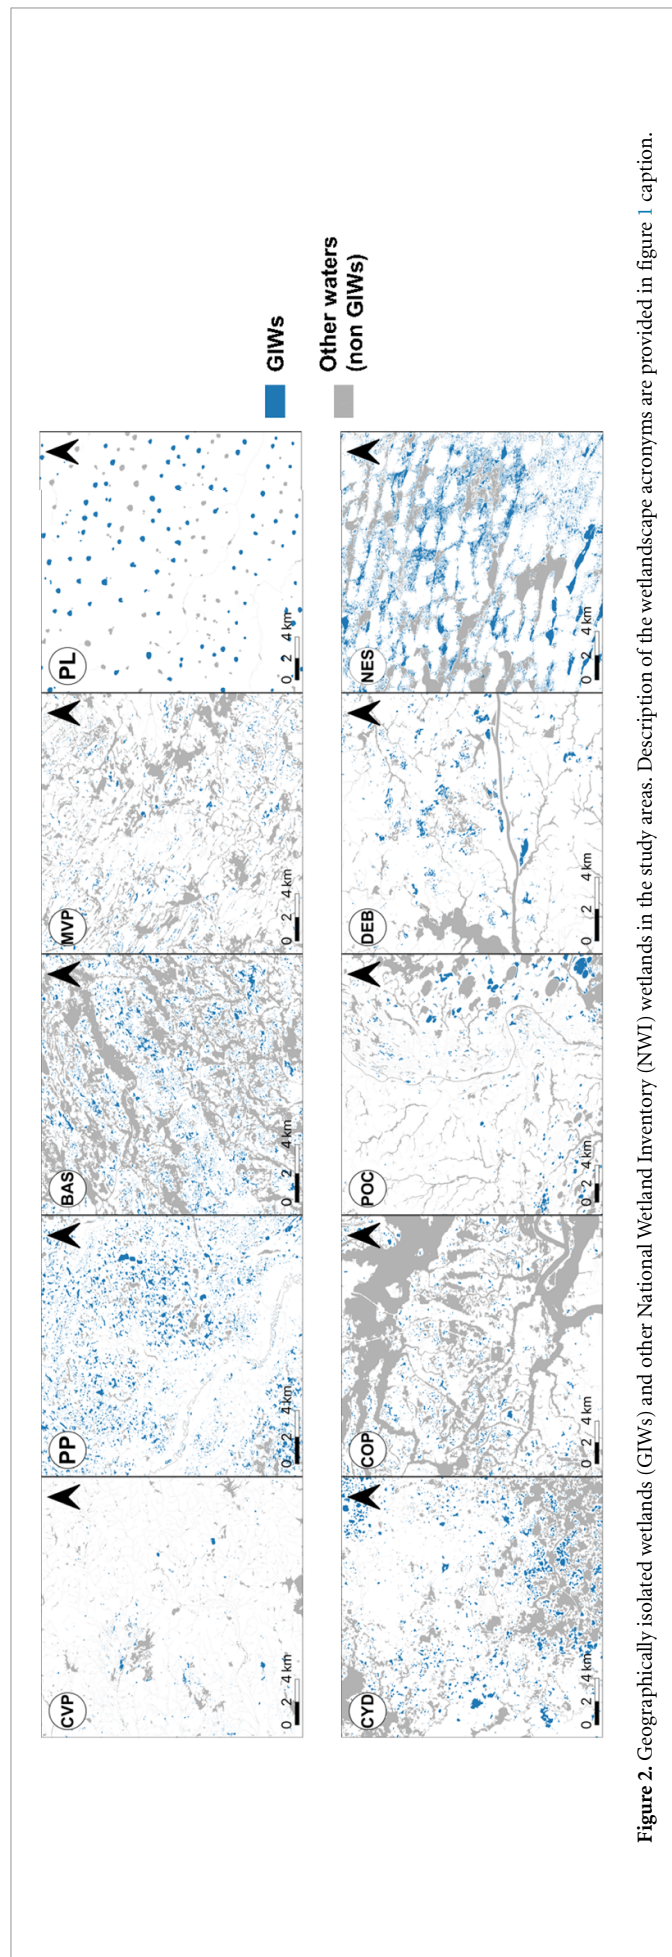 CVP
0 2 4 km
PP
0 2 4 km
BAS
0 2 4 km
MVP
0 2 4 km
PL
0 2 4 km
CYD
0 2 4 km
COP
0 2 4 km
POC
0 2 4 km
DEB
0 2 4 km
NES
0 2 4 km
GIWs
Other waters
(non GIWs)
Figure 2. Geographically isolated wetlands (GIWs) and other National Wetland Inventory (NWI) wetlands in the study areas. Description of the wetlandscape acronyms are provided in figure 1 caption.